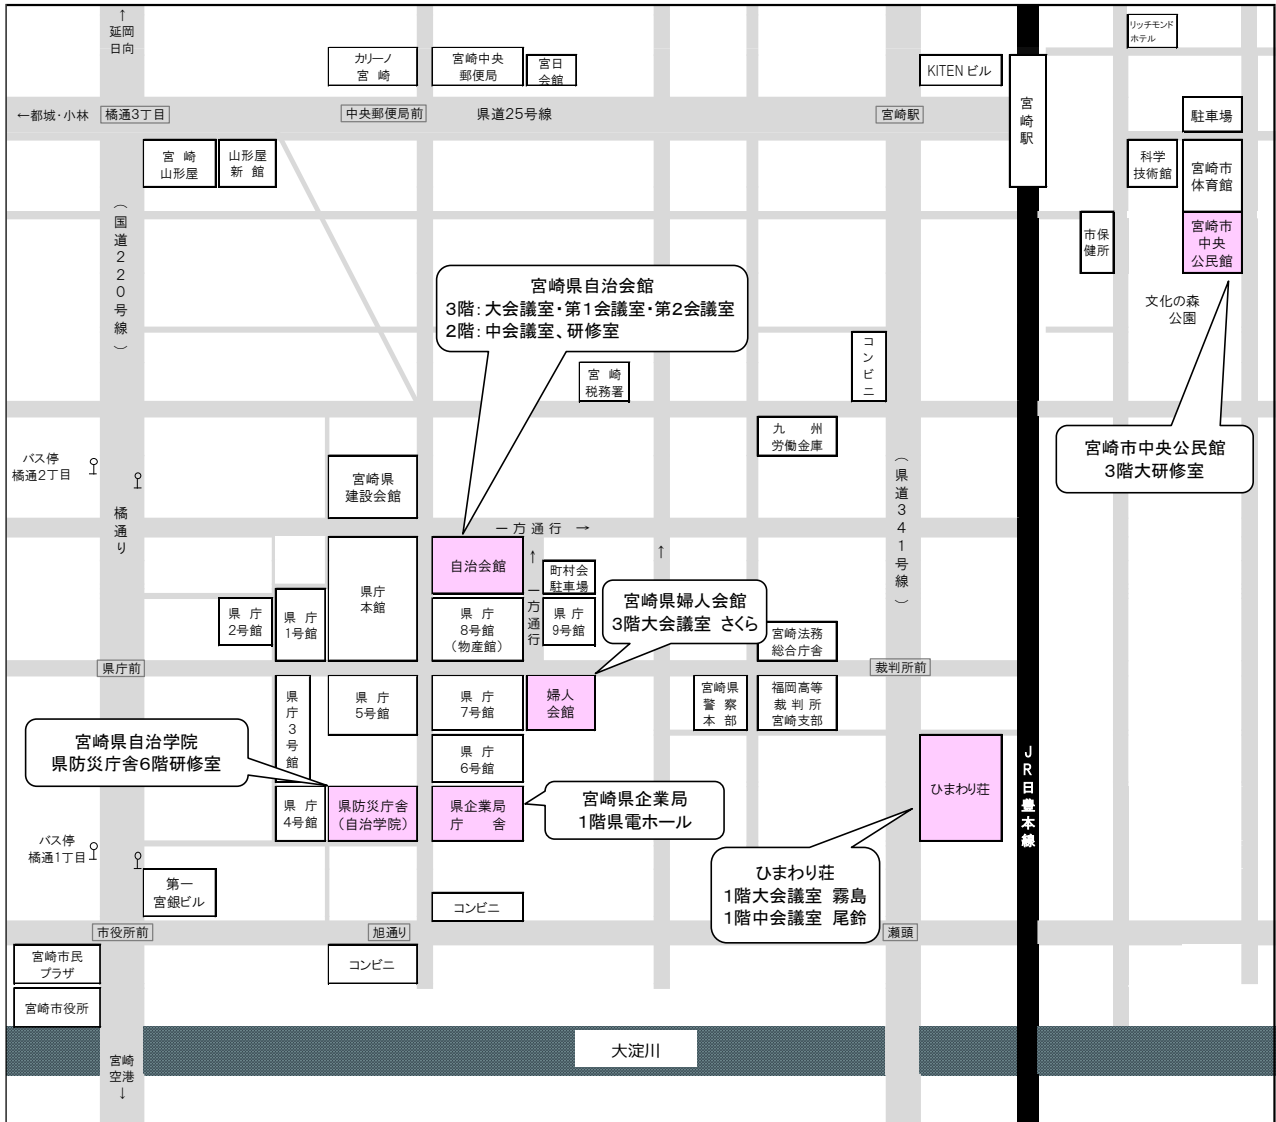 ↑
延岡
日向
カリーノ
宮 崎
宮崎中央
郵便局
宮日
会館
KITEN ビル
リッチモンド
ホテル
←都城・小林
橘通3丁目
中央郵便局前
県道25号線
宮崎駅
宮崎駅
駐車場
宮 崎
山形屋
山形屋
新 館
科学
技術館
宮崎市
体育館
(国道220号線)
市保
健所
宮崎市
中央
公民館
宮崎県自治会館
3階:大会議室・第1会議室・第2会議室
2階:中会議室、研修室
文化の森
公園
コンビニ
宮 崎
税務署
九 州
労働金庫
宮崎市中央公民館
3階大研修室
バス停
橘通2丁目
宮崎県
建設会館
(県道341号線)
橘通り
一方通行 →
自治会館
↑
一方通行
↑
町村会
駐車場
県庁
本館
県 庁
2号館
県 庁
1号館
県 庁
8号館
(物産館)
県 庁
9号館
宮崎県婦人会館
3階大会議室 さくら
宮崎法務
総合庁舎
県庁前
裁判所前
県庁3号館
県 庁
5号館
県 庁
7号館
婦人
会館
宮崎県
警 察
本 部
福岡高等
裁 判 所
宮崎支部
宮崎県自治学院
県防災庁舎6階研修室
県 庁
6号館
JR日豊本線
ひまわり荘
県 庁
4号館
県防災庁舎
(自治学院)
県企業局
庁 舎
宮崎県企業局
1階県電ホール
バス停
橘通1丁目
第一
宮銀ビル
コンビニ
ひまわり荘
1階大会議室 霧島
1階中会議室 尾鈴
市役所前
旭通り
瀬頭
宮崎市民
プラザ
コンビニ
宮崎市役所
大淀川
宮崎
空港
↓